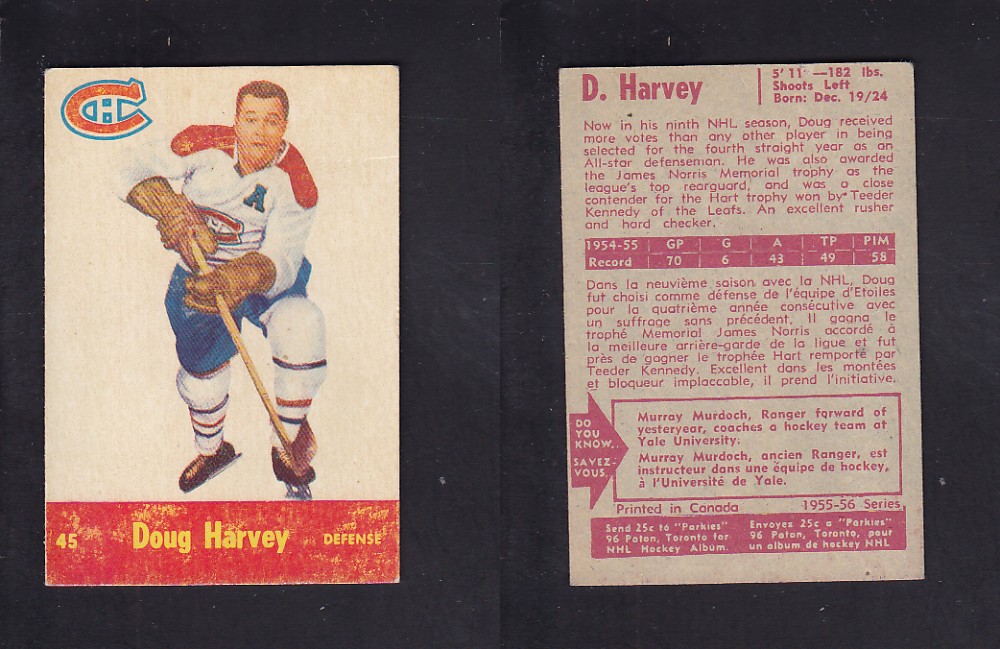 45 Doug Harvey DEFENSE
A
D. Harvey
5' 11 —182 lbs.
Shoots Left
Born: Dec. 19/24
Now in his ninth NHL season, Doug received
more votes than any other player in being
selected for the fourth straight year as an
All-star defenseman. He was also awarded
the James Norris Memorial trophy as the
league's top rearguard, and was a close
contender for the Hart trophy won by Teeder
Kennedy of the Leafs. An excellent rusher
and hard checker.
1954-55 GP G A TP PIM
Record 70 6 43 49 58
Dans la neuvième saison avec la NHL, Doug
fut choisi comme défense de l'équipe d'Etoiles
pour la quatrième année consécutive avec
un suffrage sans précédent. Il gagna le
trophé Memorial James Norris accordé à
la meilleure arrière-garde de la ligue et fut
près de gagner le trophée Hart remporté par
Teeder Kennedy. Excellent dans les montées
et bloqueur implaccable, il prend l'initiative.
DO
YOU
KNOW..
SAVEZ-
VOUS..
Murray Murdoch, Ranger forward of
yesteryear, coaches a hockey team at
Yale University.
Murray Murdoch, ancien Ranger, est
instructeur dans une équipe de hockey,
à l'Université de Yale.
Printed in Canada 1955-56 Series
Send 25c to "Parkies"
96 Paton, Toronto for
NHL Hockey Album.
Envoyez 25c a "Parkies"
96 Paton, Toronto, pour
un album de hockey NHL